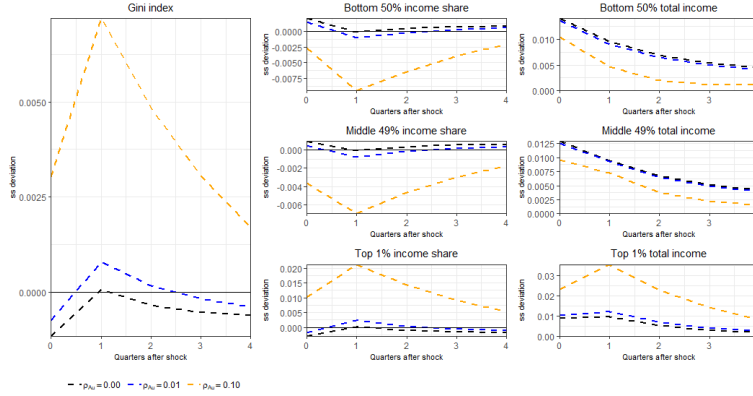 Gini index
ss deviation
0.0050
0.0025
0.0000
0 1 2 3 4
Quarters after shock
Bottom 50% income share
ss deviation
0.0000
-0.0025
-0.0050
-0.0075
0 1 2 3 4
Quarters after shock
Bottom 50% total income
ss deviation
0.010
0.005
0.000
0 1 2 3
Quarters after shock
Middle 49% income share
ss deviation
0.000
-0.002
-0.004
-0.006
0 1 2 3 4
Quarters after shock
Middle 49% total income
ss deviation
0.0125
0.0100
0.0075
0.0050
0.0025
0.0000
0 1 2 3
Quarters after shock
Top 1% income share
ss deviation
0.020
0.015
0.010
0.005
0.000
0 1 2 3 4
Quarters after shock
Top 1% total income
ss deviation
0.03
0.02
0.01
0.00
0 1 2 3
Quarters after shock
= 0.00 = 0.01 = 0.10